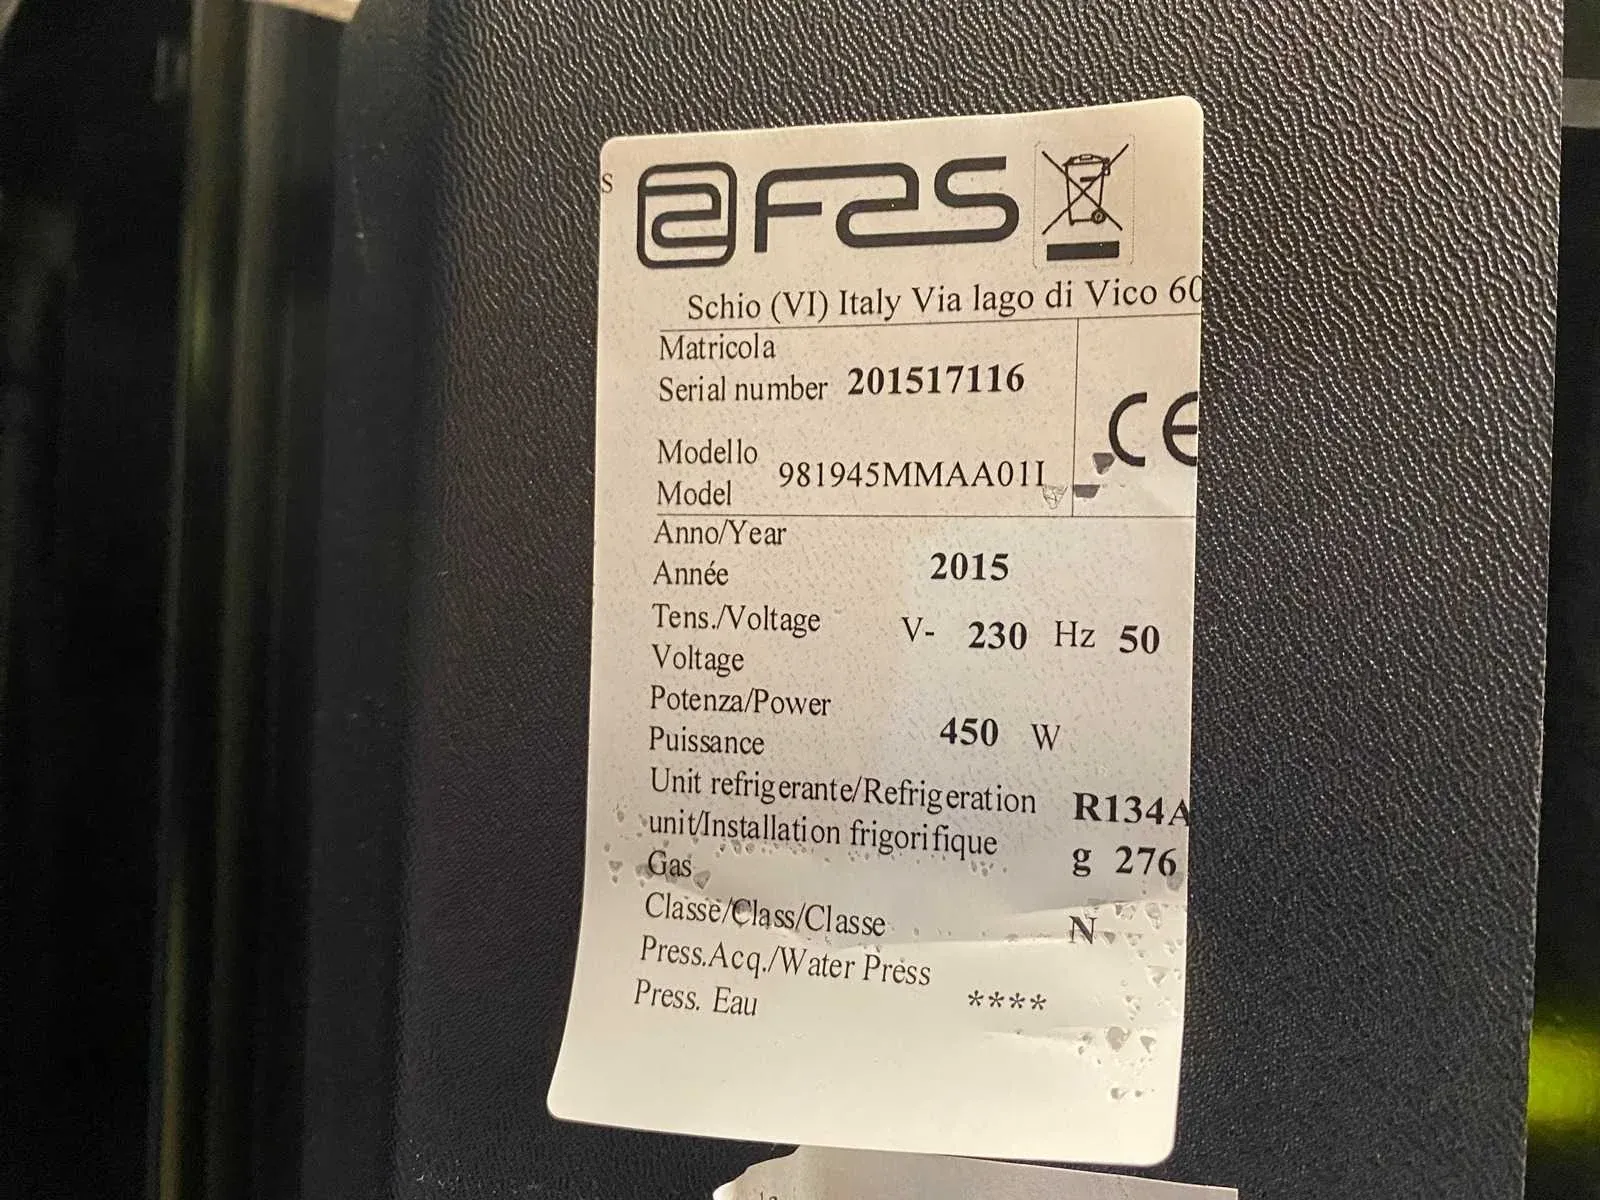 s
FAS
Schio (VI) Italy Via lago di Vico 60
Matricola
Serial number 201517116
CE
Modello
Model 981945MMAA01I
Anno/Year
Année 2015
Tens./Voltage V- 230 Hz 50
Voltage
Potenza/Power
Puissance 450 W
Unit refrigerante/Refrigeration R134A
unit/Installation frigorifique
Gas g 276
Classe/Class/Classe N
Press.Acq./Water Press
Press. Eau ****